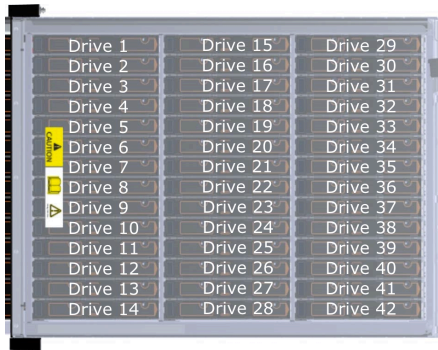 Drive 1 Drive 15 Drive 29
Drive 2 Drive 16 Drive 30
Drive 3 Drive 17 Drive 31
Drive 4 Drive 18 Drive 32
Drive 5 Drive 19 Drive 33
Drive 6 Drive 20 Drive 34
Drive 7 Drive 21 Drive 35
Drive 8 Drive 22 Drive 36
Drive 9 Drive 23 Drive 37
Drive 10 Drive 24 Drive 38
Drive 11 Drive 25 Drive 39
Drive 12 Drive 26 Drive 40
Drive 13 Drive 27 Drive 41
Drive 14 Drive 28 Drive 42
CAUTION